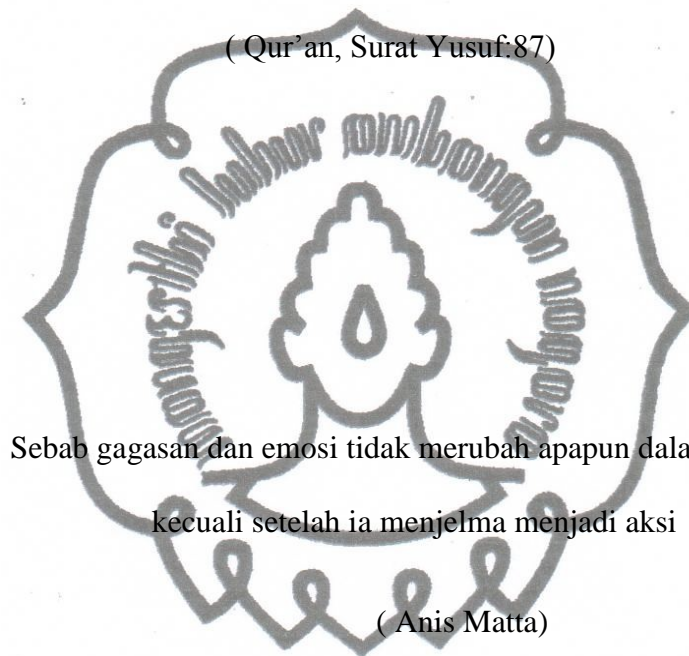 ( Qur’an, Surat Yusuf:87)
Sebab gagasan dan emosi tidak merubah apapun dala
kecuali setelah ia menjelma menjadi aksi
( Anis Matta)